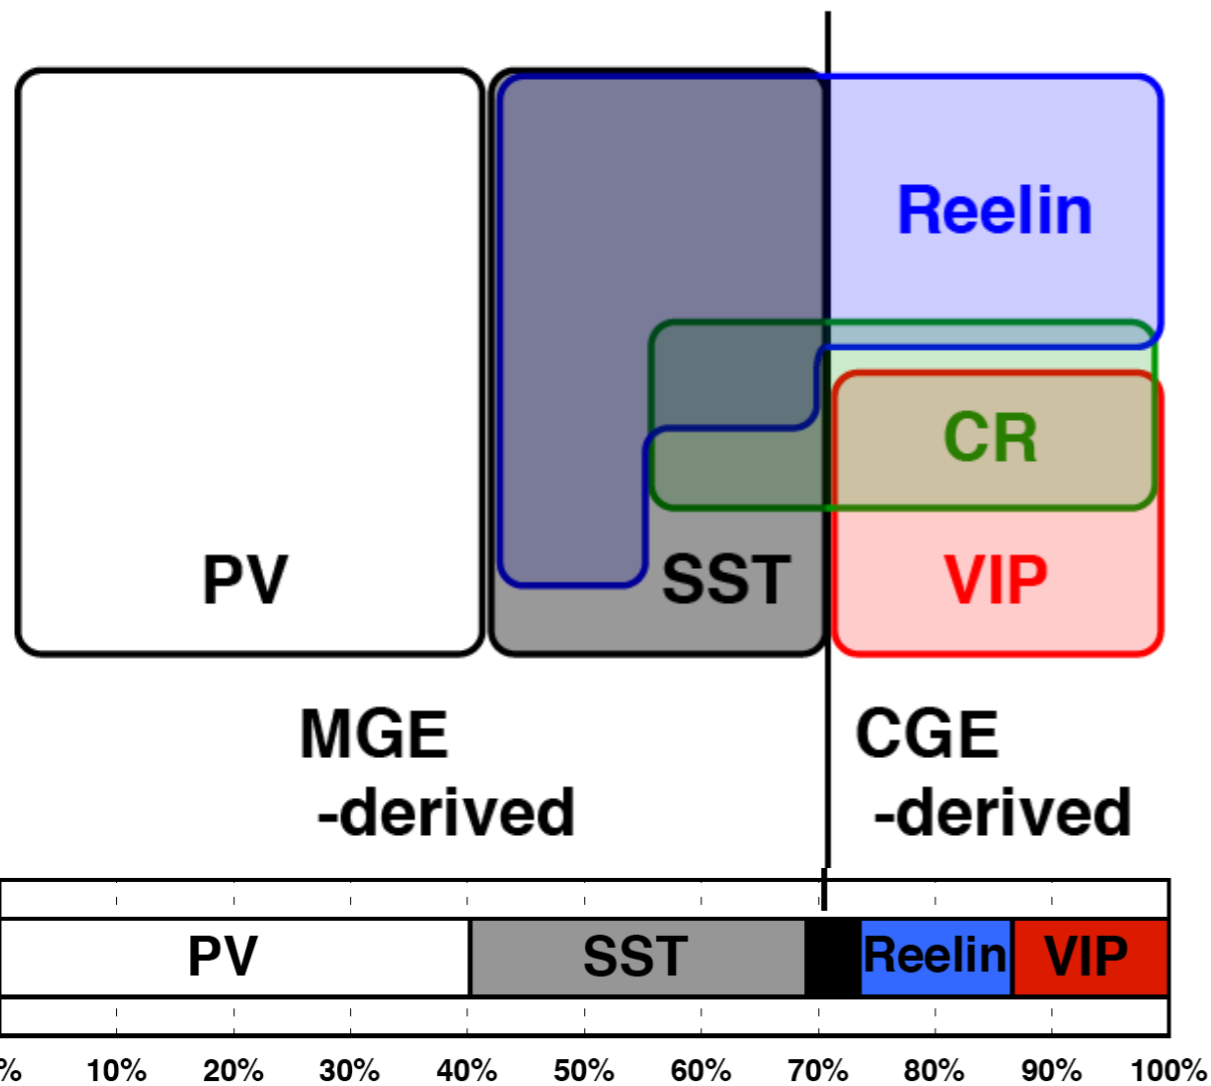 Reelin
CR
PV
SST
VIP
MGE
-derived
CGE
-derived
PV
SST
Reelin
VIP
%
10%
20%
30%
40%
50%
60%
70%
80%
90%
100%